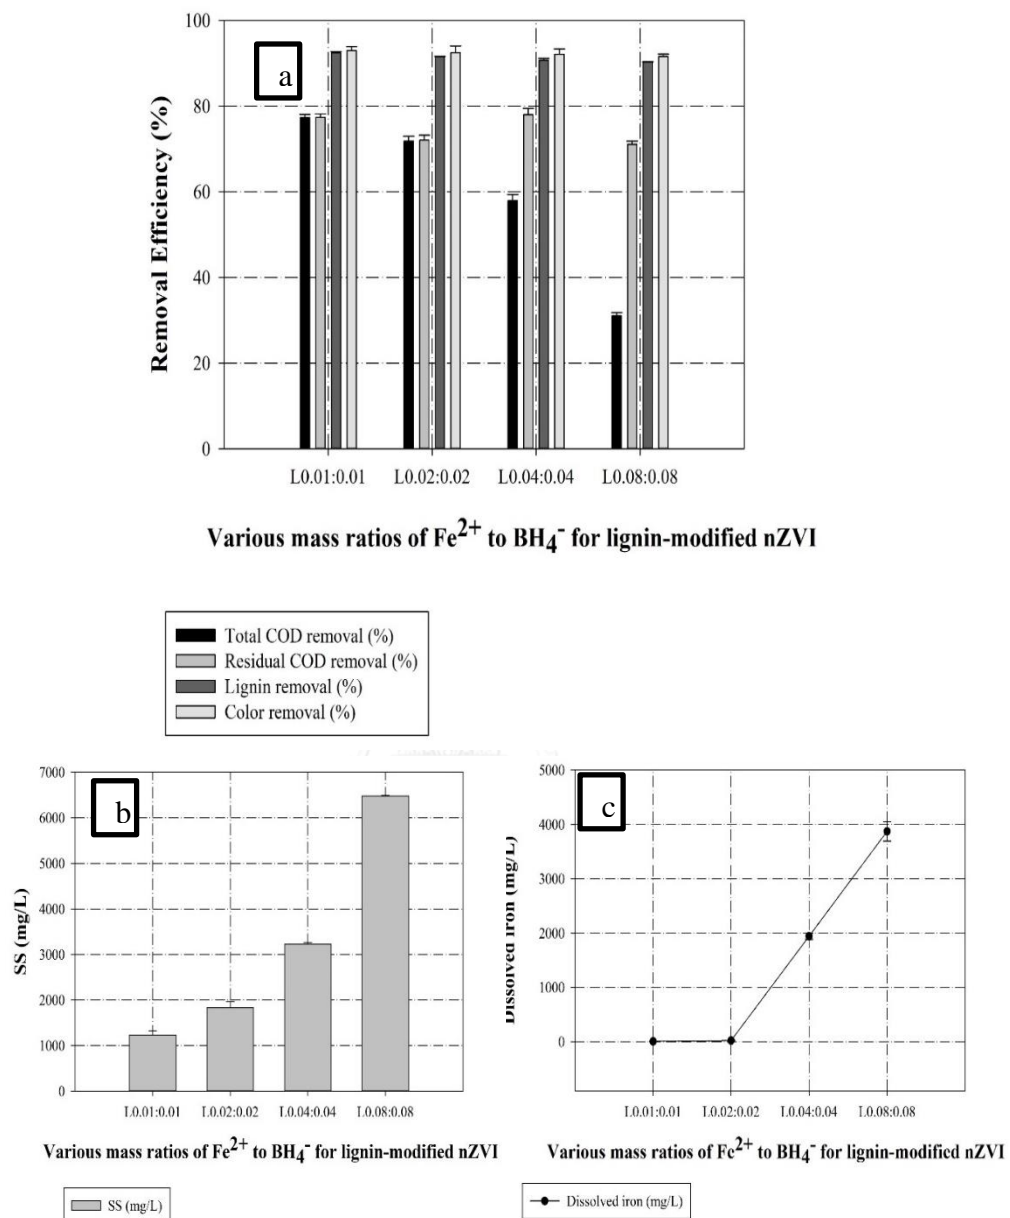 100
80
60
40
20
0
Removal Efficiency (%)
a
L0.01:0.01 L0.02:0.02 L0.04:0.04 L0.08:0.08
Various mass ratios of Fe2+ to BH4- for lignin-modified nZVI
Total COD removal (%)
Residual COD removal (%)
Lignin removal (%)
Color removal (%)
7000
6000
5000
4000
3000
2000
1000
0
SS (mg/L)
b
L0.01:0.01 L0.02:0.02 L0.04:0.04 L0.08:0.08
Various mass ratios of Fe2+ to BH4- for lignin-modified nZVI
SS (mg/L)
5000
4000
3000
2000
1000
0
Dissolved iron (mg/L)
c
L0.01:0.01 L0.02:0.02 L0.04:0.04 L0.08:0.08
Various mass ratios of Fe2+ to BH4- for lignin-modified nZVI
Dissolved iron (mg/L)